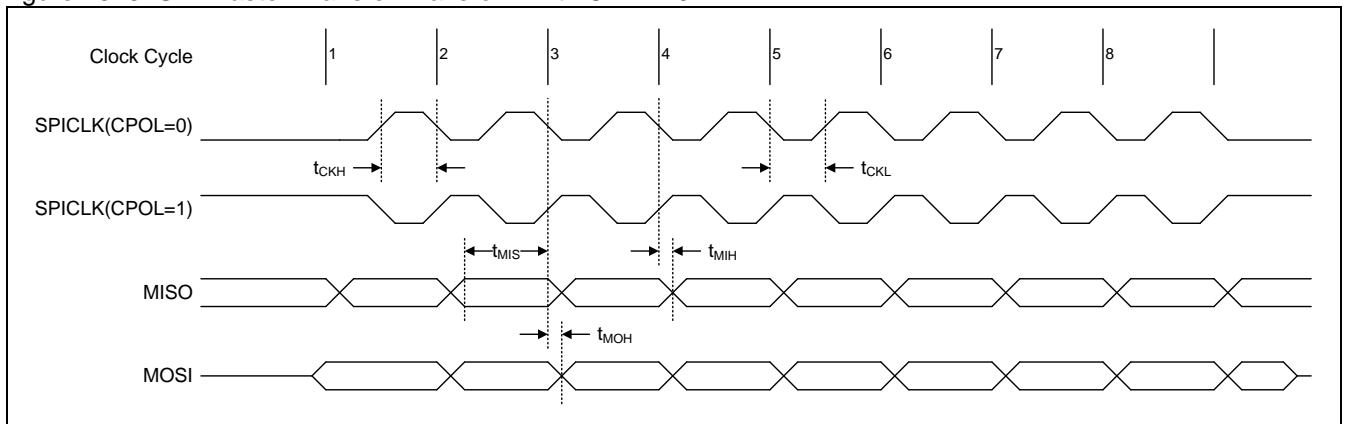 Clock Cycle 1 2 3 4 5 6 7 8
SPICLK(CPOL=0)
tCKH tCKL
SPICLK(CPOL=1)
tMIS tMIH
MISO
tMOH
MOSI